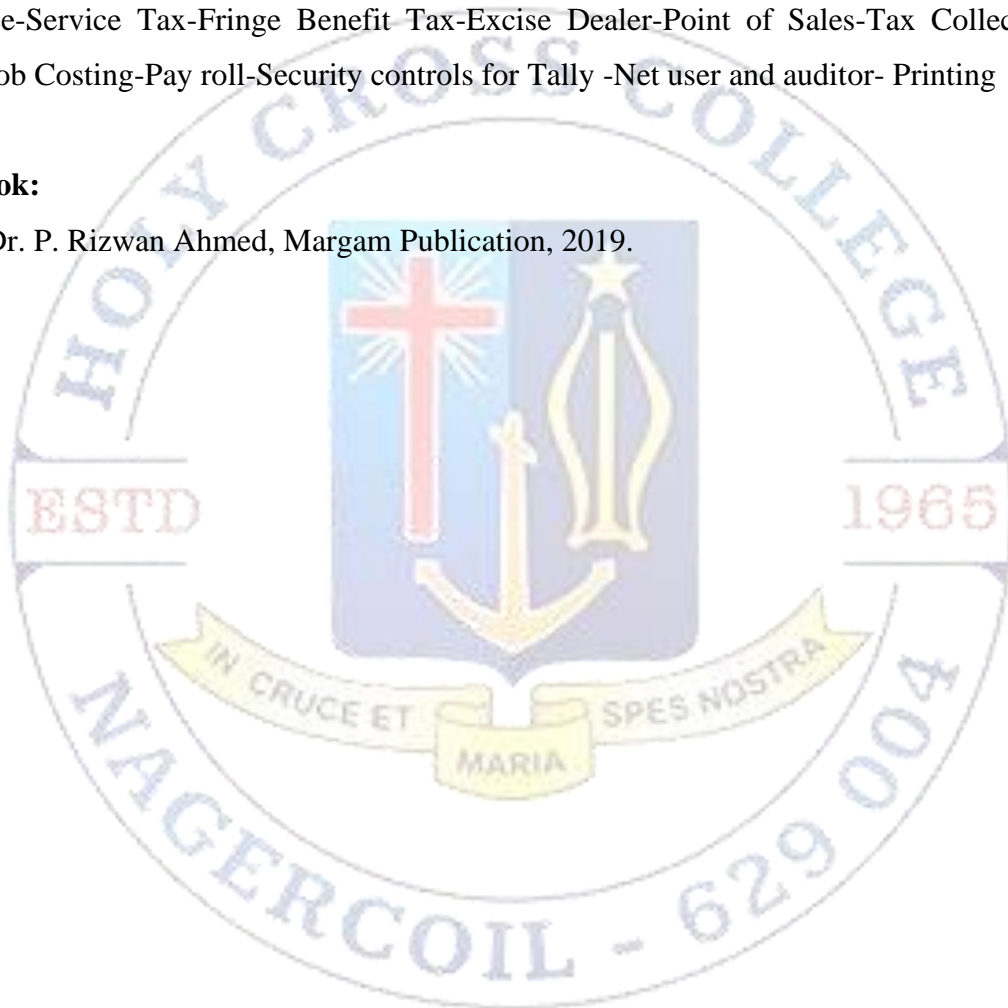 e-Service Tax-Fringe Benefit Tax-Excise Dealer-Point of Sales-Tax Collec
ob Costing-Pay roll-Security controls for Tally -Net user and auditor- Printing
ok:
Dr. P. Rizwan Ahmed, Margam Publication, 2019.
HOLY CROSS COLLEGE
ESTD
1965
IN CRUCE ET
MARIA
SPES NOSTRA
NAGERCOIL - 629 004